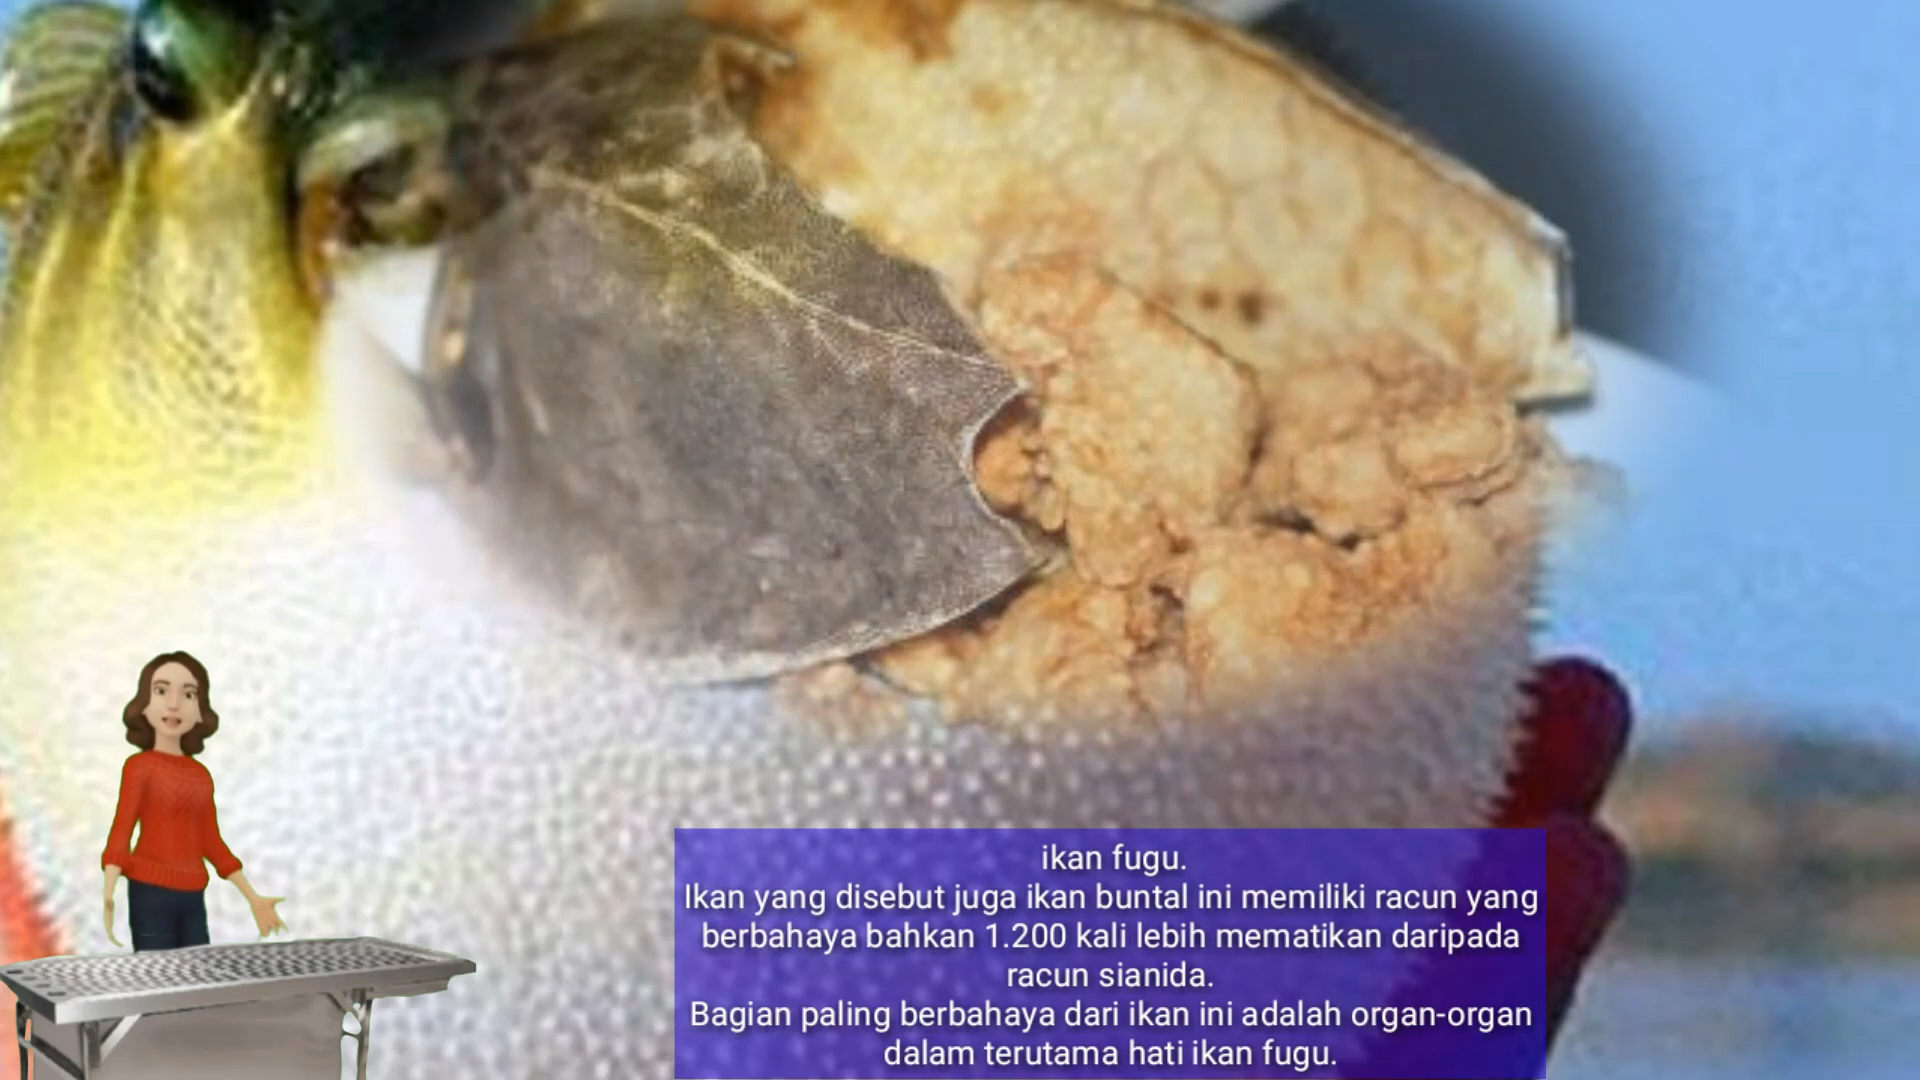 ikan fugu.
Ikan yang disebut juga ikan buntal ini memiliki racun yang
berbahaya bahkan 1.200 kali lebih mematikan daripada
racun sianida.
Bagian paling berbahaya dari ikan ini adalah organ-organ
dalam terutama hati ikan fugu.